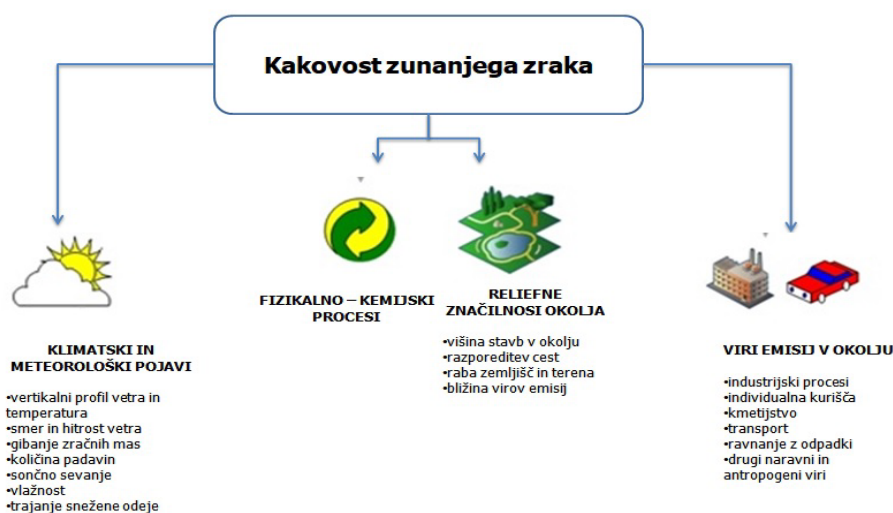 Kakovost zunanjega zraka
KLIMATSKI IN
METEOROLOŠKI POJAVI
•vertikalni profil vetra in
temperatura
•smer in hitrost vetra
•gibanje zračnih mas
•količina padavin
•sončno sevanje
•vlažnost
•trajanje snežene odeje
FIZIKALNO – KEMIJSKI
PROCESI
RELIEFNE
ZNAČILNOSTI OKOLJA
•višina stavb v okolju
•razporeditev cest
•raba zemljišč in terena
•bližina virov emisij
VIRI EMISIJ V OKOLJU
•industrijski procesi
•individualna kurišča
•kmetijstvo
•transport
•ravnanje z odpadki
•drugi naravni in
antropogeni viri